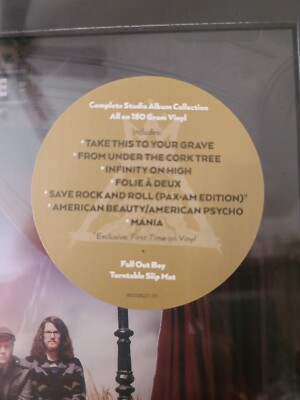 Complete Studio Album Collection
All on 180 Gram Vinyl
Includes:
*TAKE THIS TO YOUR GRAVE
*FROM UNDER THE CORK TREE
*INFINITY ON HIGH
*FOLIE À DEUX
*SAVE ROCK AND ROLL (PAX•AM EDITION)*
*AMERICAN BEAUTY/AMERICAN PSYCHO
*MANIA
*Exclusive, First Time on Vinyl
+
Fall Out Boy
Turntable Slip Mat